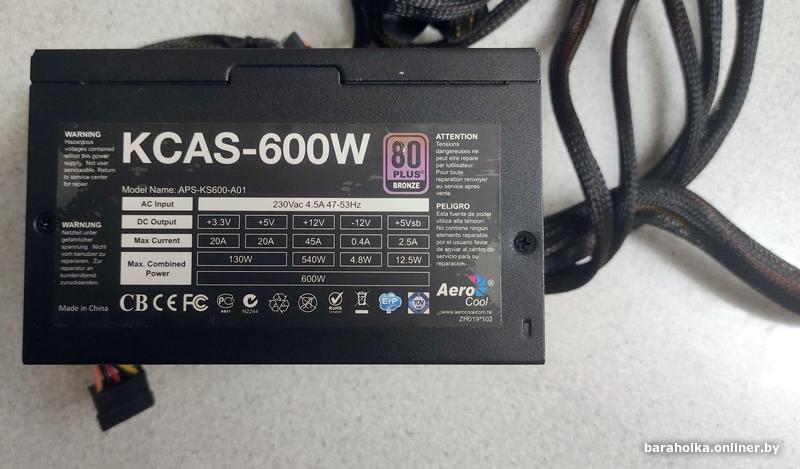 WARNING
Hazardous
voltages contained
within this power
supply. Not user
serviceable. Return
to service center
for repair.
WARNUNG
Netzteil unter
gefahrlicher
spannung. Nicht
vom benutzer zu
reparieren. Zur
reparatur an
kundendienst
zurucksenden.
Made in China
KCAS-600W
80
PLUS®
BRONZE
Model Name: APS-KS600-A01
AC Input 230Vac 4.5A 47-53Hz
DC Output +3.3V +5V +12V -12V +5Vsb
Max Current 20A 20A 45A 0.4A 2.5A
Max. Combined Power 130W 540W 4.8W 12.5W
600W
CB CE FC
N2244
RoHS
ErP
TÜV
ATTENTION
Tensions
dangereuses ne
peut etre repare
par lutilisateur.
Pour toute
reparation renvoyer
au service apres
vente.
PELIGRO
Esta fuente de poder
utiliza alta tension.
No contiene ningun
elemento reparable
por el usuario favor
de enviar al centro de
servicio para su
reparacion.
Aero
Cool®
www.aerocool.com.tw
ZH019*102
baraholka.onliner.by